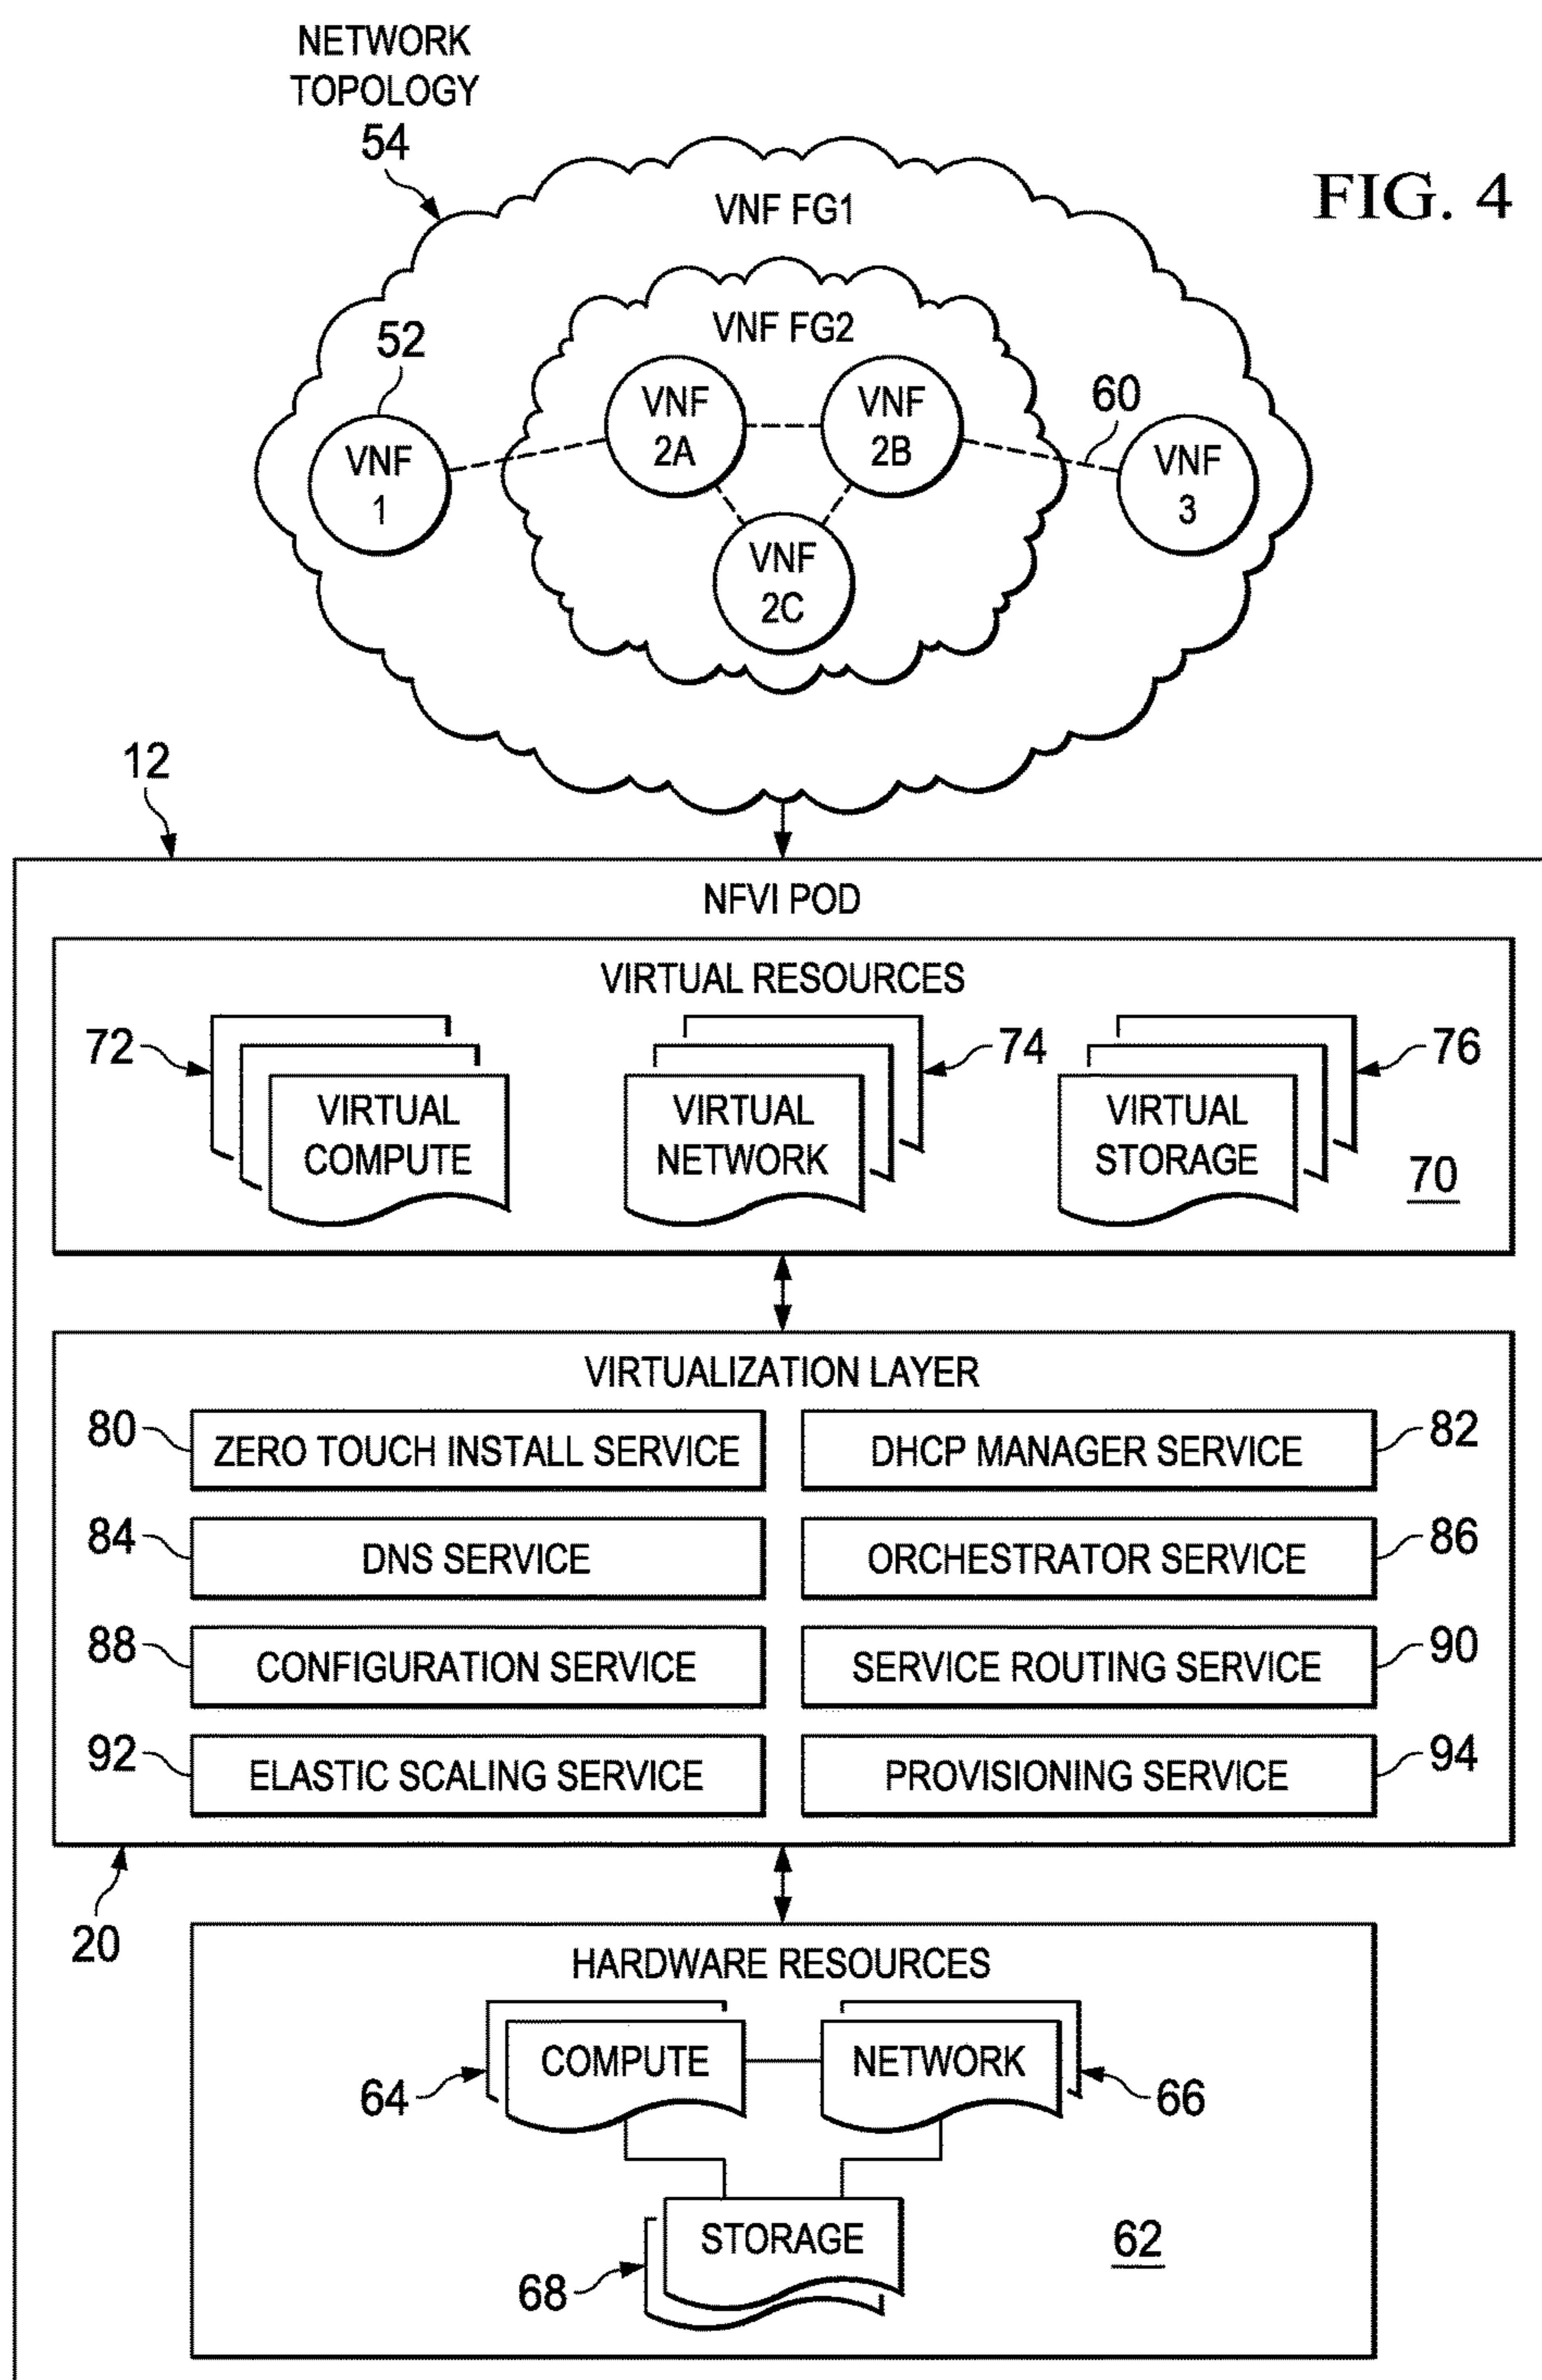 NETWORK
TOPOLOGY
54
FIG. 4
VNF FG1
VNF FG2
52
60
VNF
1
VNF
2A
VNF
2B
VNF
2C
VNF
3
12
NFVI POD
VIRTUAL RESOURCES
72
VIRTUAL
COMPUTE
74
VIRTUAL
NETWORK
76
VIRTUAL
STORAGE
70
VIRTUALIZATION LAYER
80
ZERO TOUCH INSTALL SERVICE
DHCP MANAGER SERVICE
82
84
DNS SERVICE
ORCHESTRATOR SERVICE
86
88
CONFIGURATION SERVICE
SERVICE ROUTING SERVICE
90
92
ELASTIC SCALING SERVICE
PROVISIONING SERVICE
94
20
HARDWARE RESOURCES
64
COMPUTE
NETWORK
66
STORAGE
68
62